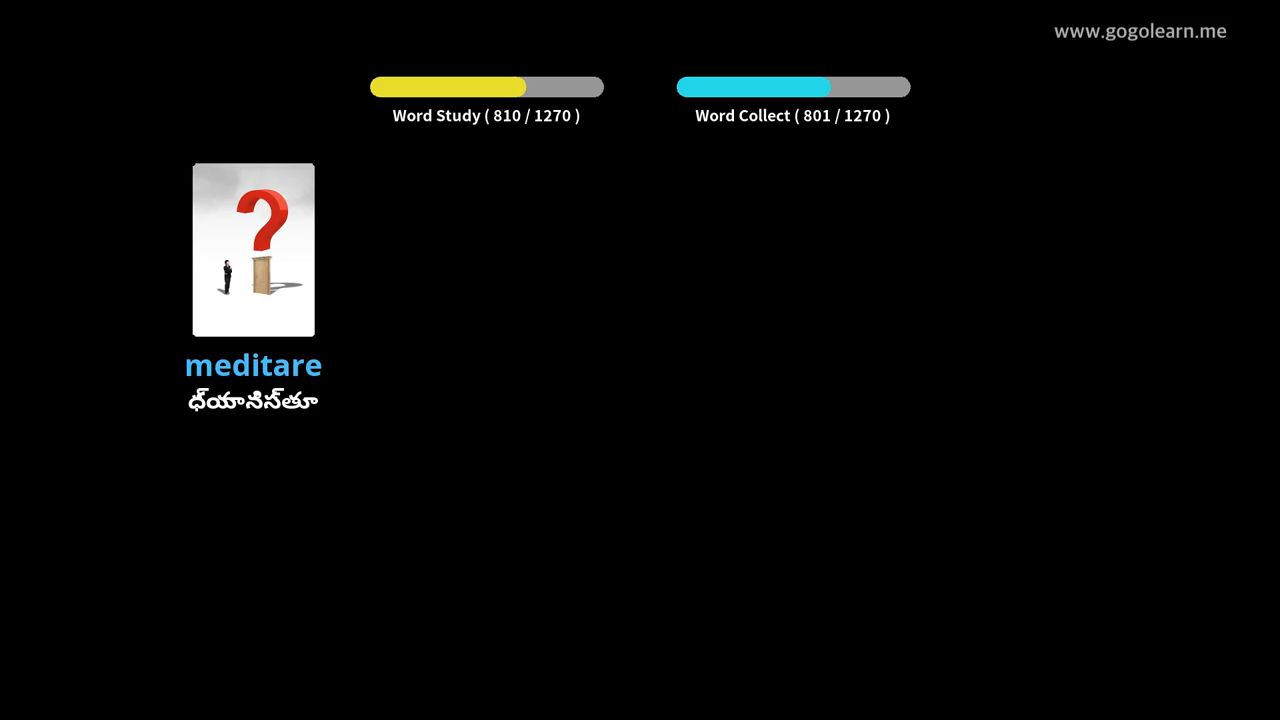 www.gogolearn.me
Word Study ( 810 / 1270 )
Word Collect ( 801 / 1270 )
?
meditare
ధ్యానిస్తూ